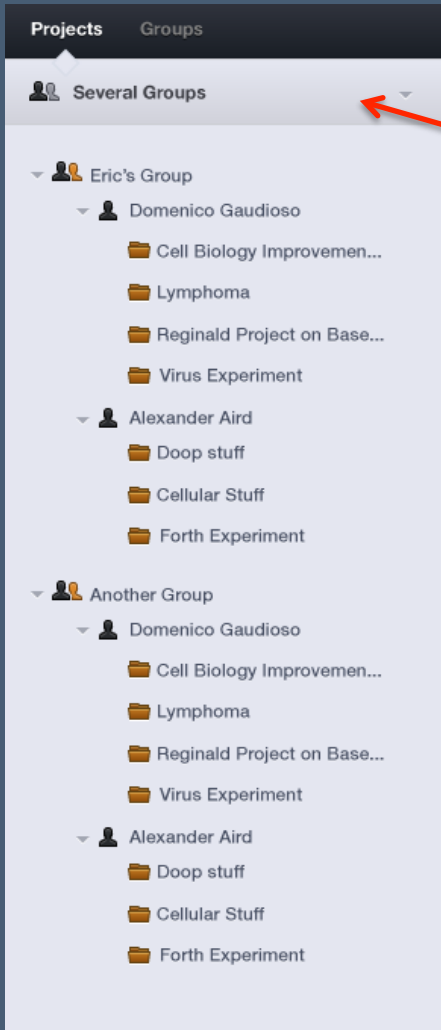 Projects Groups
Several Groups
Eric's Group
Domenico Gaudioso
Cell Biology Improvemen...
Lymphoma
Reginald Project on Base...
Virus Experiment
Alexander Aird
Doop stuff
Cellular Stuff
Forth Experiment
Another Group
Domenico Gaudioso
Cell Biology Improvemen...
Lymphoma
Reginald Project on Base...
Virus Experiment
Alexander Aird
Doop stuff
Cellular Stuff
Forth Experiment